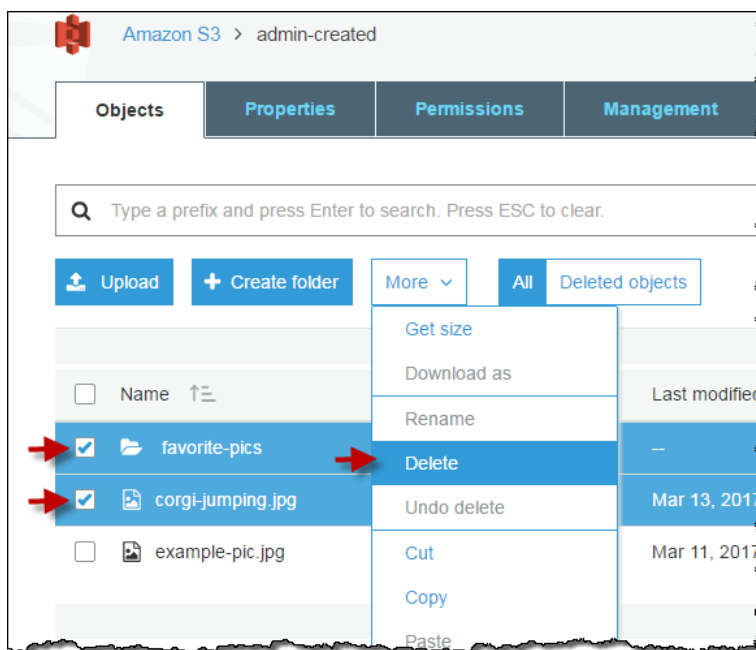 Amazon S3 > admin-created
Objects Properties Permissions Management
Type a prefix and press Enter to search. Press ESC to clear.
Upload Create folder More All Deleted objects
Get size
Download as
Name Last modified
Rename
favorite-pics --
Delete
corgi-jumping.jpg Mar 13, 2017
Undo delete
example-pic.jpg Mar 11, 2017
Cut
Copy
Paste